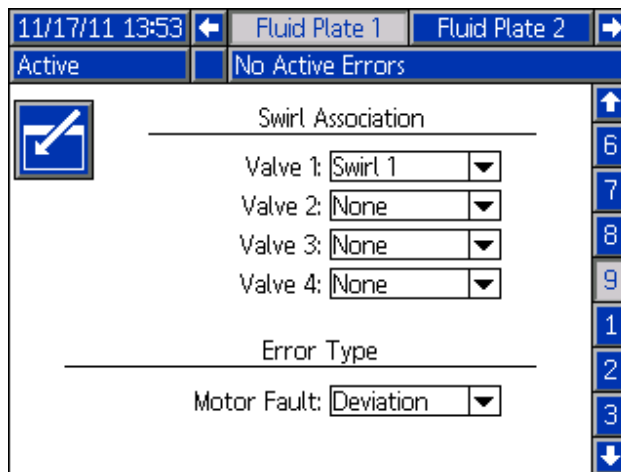 11/17/11 13:53 Fluid Plate 1 Fluid Plate 2
Active No Active Errors
Swirl Association
Valve 1: Swirl 1
Valve 2: None
Valve 3: None
Valve 4: None
Error Type
Motor Fault: Deviation
6
7
8
9
1
2
3